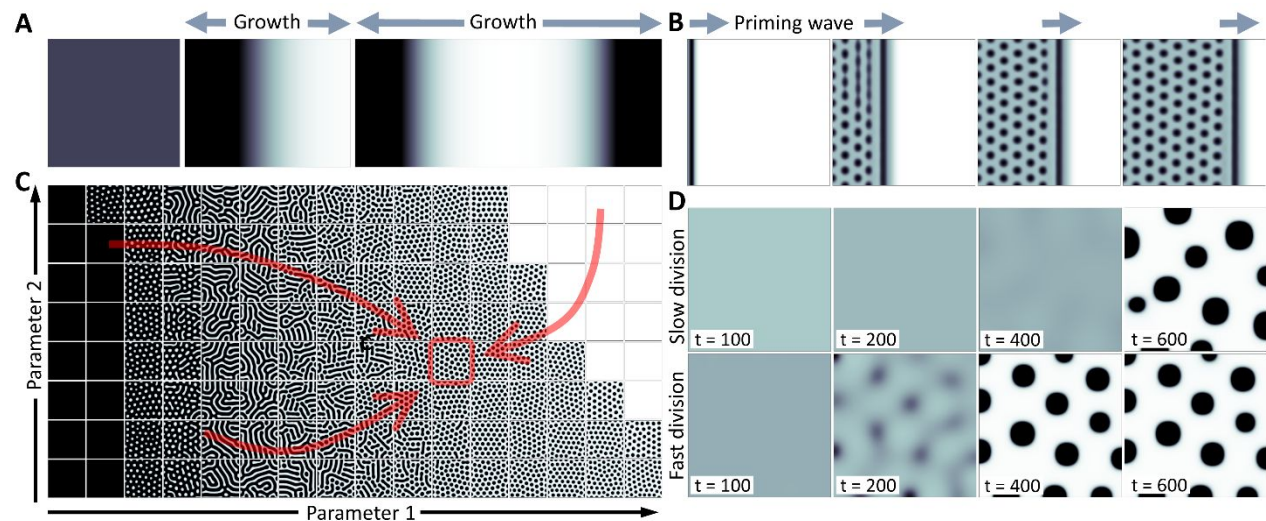 A
Growth
Growth
B
Priming wave
C
Parameter 2
Parameter 1
D
Slow division
t = 100
t = 200
t = 400
t = 600
Fast division
t = 100
t = 200
t = 400
t = 600